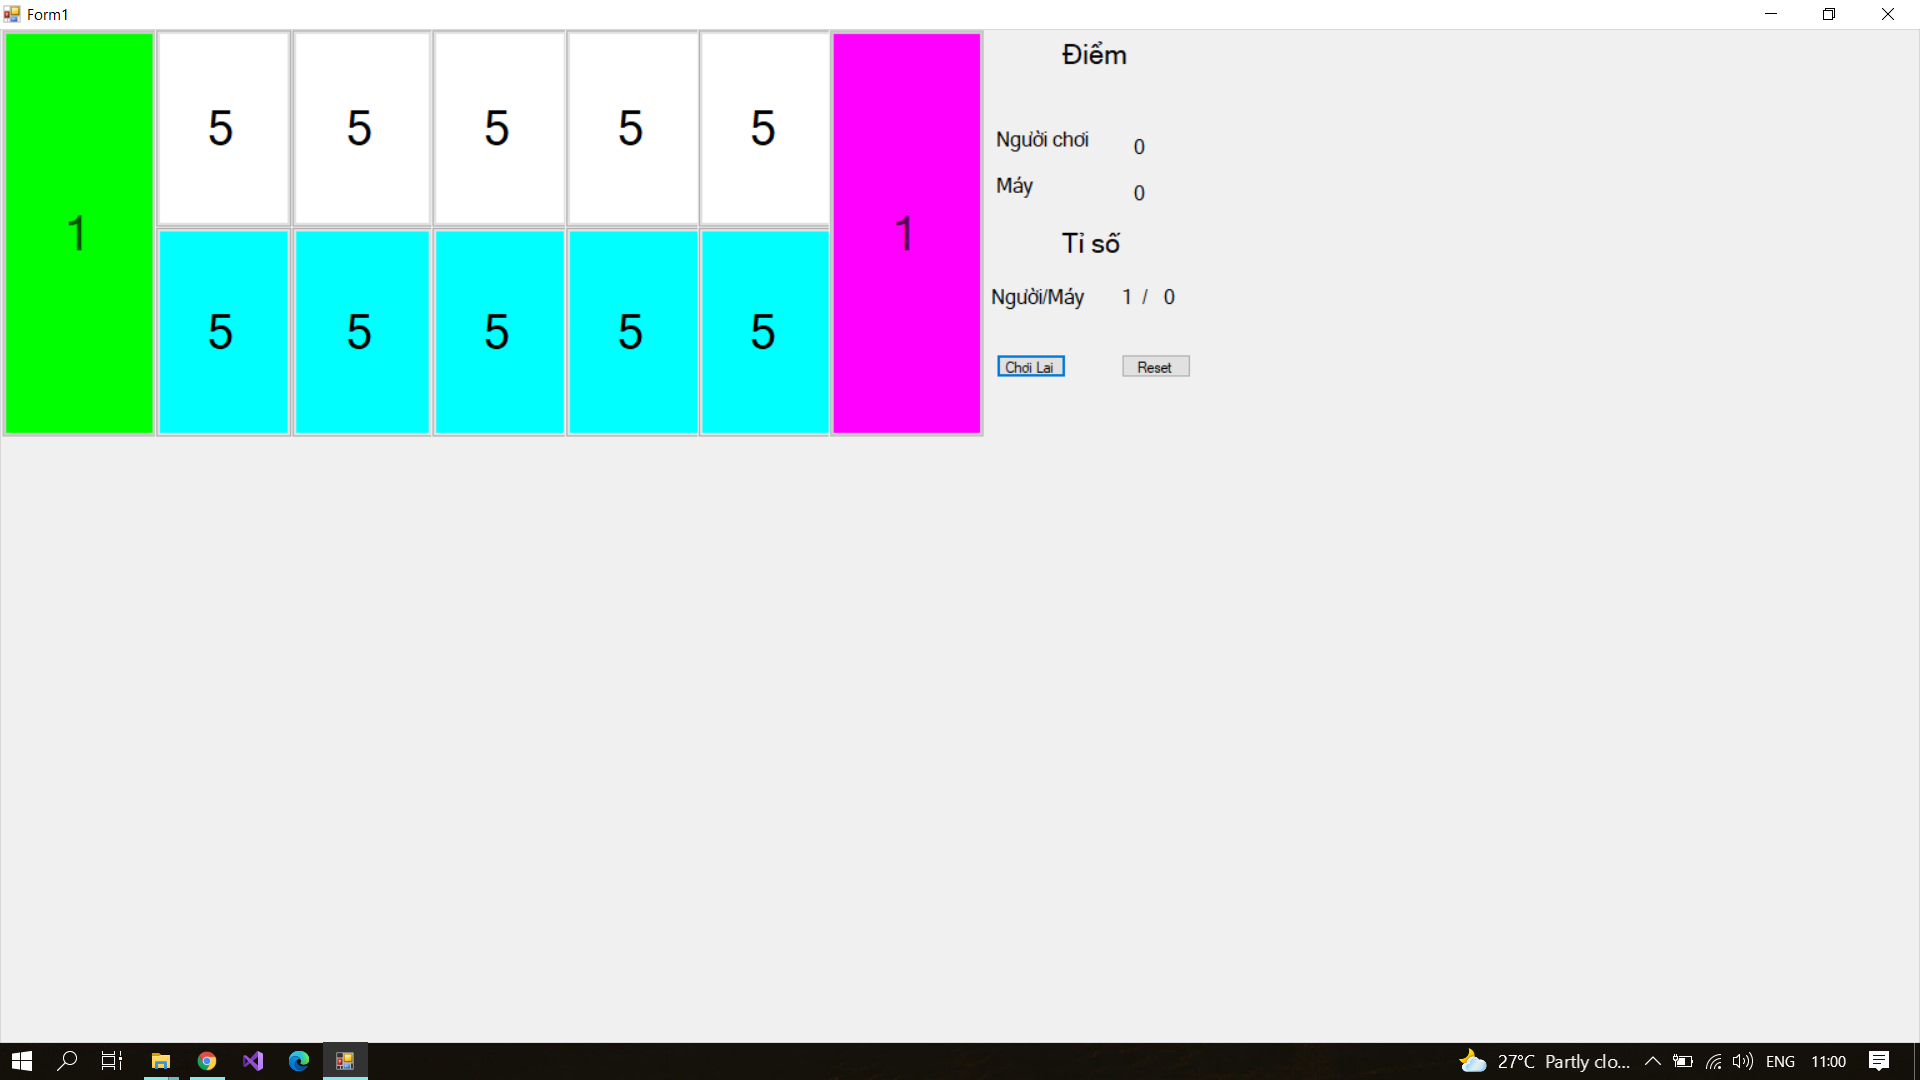 Form1
Điểm
5 5 5 5 5
Người chơi 0
Máy 0
1 1
Tỉ số
Người/Máy 1 / 0
5 5 5 5 5
Chơi Lai Reset
27°C Partly clo... ENG 11:00